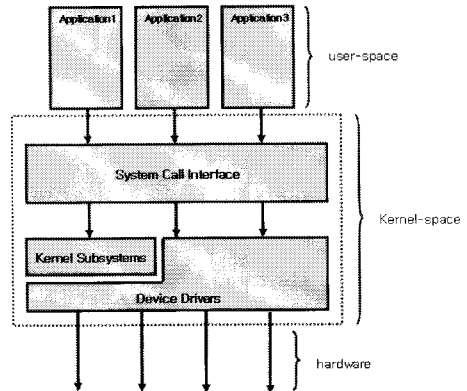 Application1
Application2
Application3
user-space
System Call Interface
Kernel-space
Kernel Subsystems
Device Drivers
hardware